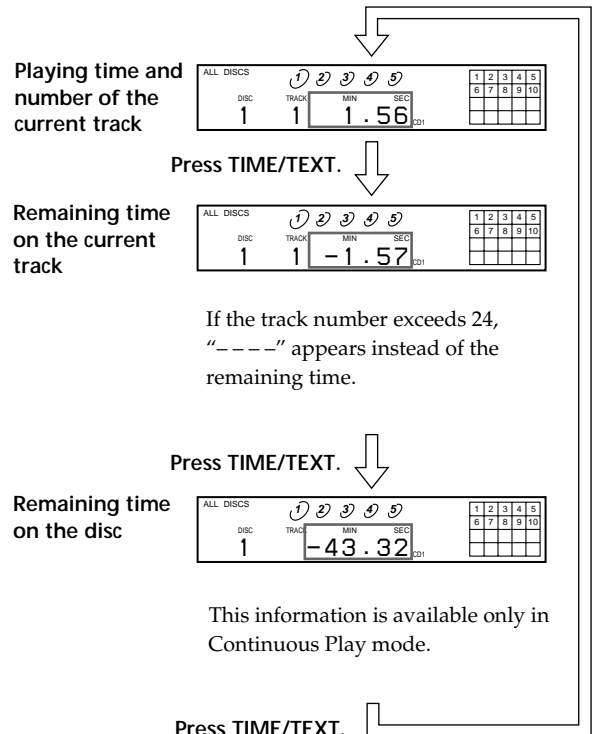 Playing time and
number of the
current track
ALL DISCS
1 2 3 4 5
DISC TRACK MIN SEC
1 1 1.56
CD1
1 2 3 4 5
6 7 8 9 10
Press TIME/TEXT.
Remaining time
on the current
track
ALL DISCS
1 2 3 4 5
DISC TRACK MIN SEC
1 1 –1.57
CD1
1 2 3 4 5
6 7 8 9 10
If the track number exceeds 24,
“– – – –” appears instead of the
remaining time.
Press TIME/TEXT.
Remaining time
on the disc
ALL DISCS
1 2 3 4 5
DISC TRACK MIN SEC
1 –43.32
CD1
1 2 3 4 5
6 7 8 9 10
This information is available only in
Continuous Play mode.
Press TIME/TEXT.